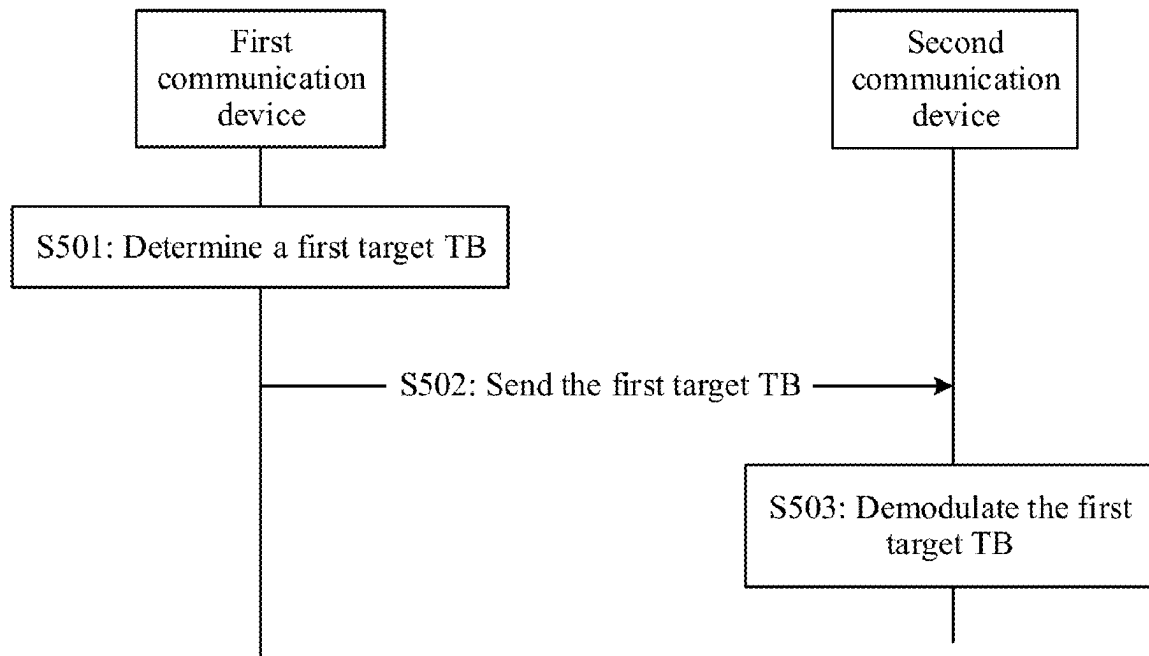 First
communication
device
Second
communication
device
S501: Determine a first target TB
S502: Send the first target TB
S503: Demodulate the first
target TB